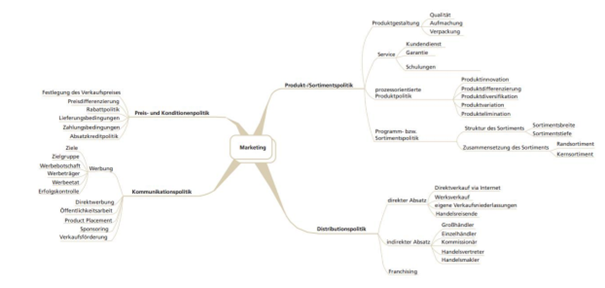 Marketing
Produkt-/Sortimentspolitik
Produktgestaltung
Qualität
Aufmachung
Verpackung
Service
Kundendienst
Garantie
Schulungen
prozessorientierte
Produktpolitik
Produktinnovation
Produktdifferenzierung
Produktdiversifikation
Produktvariation
Produktelimination
Programm- bzw.
Sortimentspolitik
Struktur des Sortiments
Sortimentsbreite
Sortimentstiefe
Zusammensetzung des Sortiments
Randsortiment
Kernsortiment
Distributionspolitik
direkter Absatz
Direktverkauf via Internet
Werksverkauf
eigene Verkaufsniederlassungen
Handelsreisende
indirekter Absatz
Großhändler
Einzelhändler
Kommissionär
Handelsvertreter
Handelsmakler
Franchising
Preis- und Konditionenpolitik
Festlegung des Verkaufspreises
Preisdifferenzierung
Rabattpolitik
Lieferungsbedingungen
Zahlungsbedingungen
Absatzkreditpolitik
Kommunikationspolitik
Werbung
Ziele
Zielgruppe
Werbebotschaft
Werbeträger
Werbeetat
Erfolgskontrolle
Direktwerbung
Öffentlichkeitsarbeit
Product Placement
Sponsoring
Verkaufsförderung